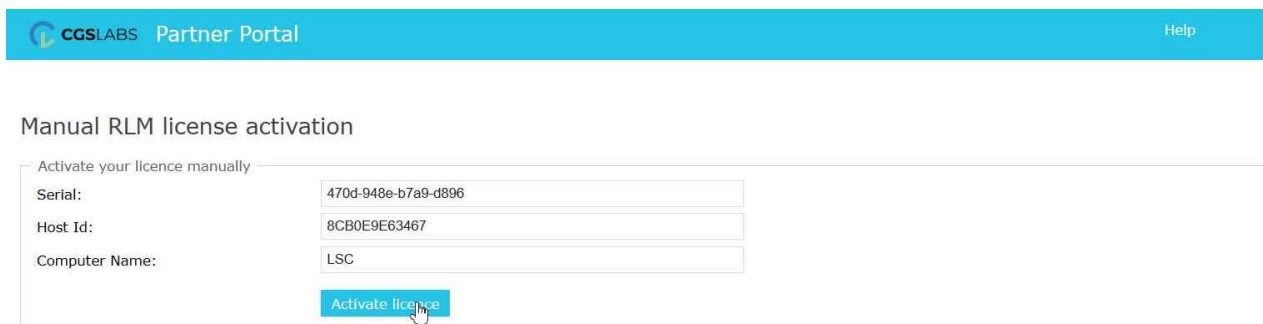 CGSLABS Partner Portal Help
Manual RLM license activation
Activate your licence manually
Serial: 470d-948e-b7a9-d896
Host Id: 8CB0E9E63467
Computer Name: LSC
Activate licence